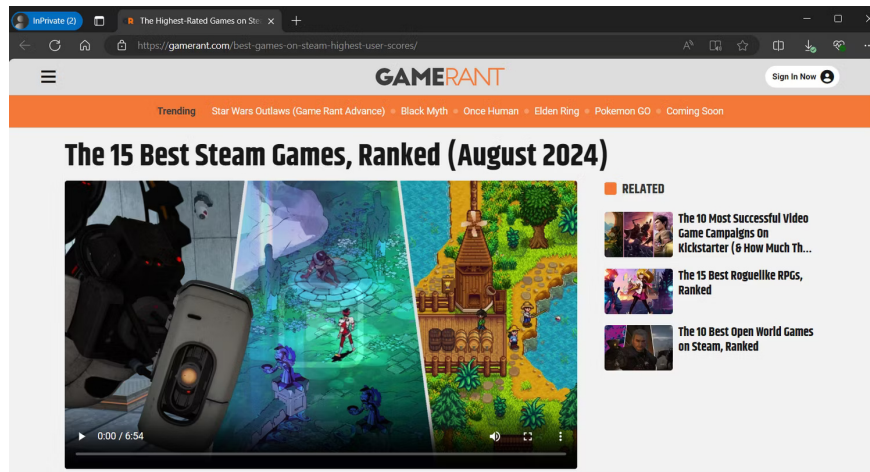 InPrivate (2)
The Highest-Rated Games on Ste
https://gamerant.com/best-games-on-steam-highest-user-scores/
GAMERANT
Sign In Now
Trending Star Wars Outlaws (Game Rant Advance) Black Myth Once Human Elden Ring Pokemon GO Coming Soon
The 15 Best Steam Games, Ranked (August 2024)
RELATED
The 10 Most Successful Video
Game Campaigns On
Kickstarter (& How Much Th...
The 15 Best Roguelike RPGs,
Ranked
The 10 Best Open World Games
on Steam, Ranked
0:00 / 6:54